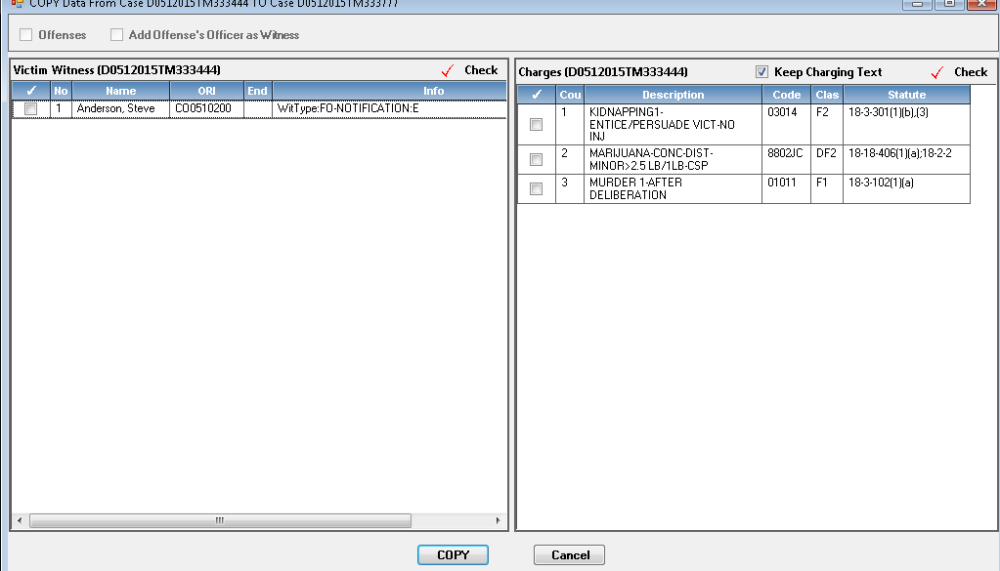 COPY Data From Case D0512015TM333444 TO Case D0512015TM333777
Offenses Add Offense's Officer as Witness
Victim Witness (D0512015TM333444) Check
No Name ORI End Info
1 Anderson, Steve CO0510200 WitType:FO-NOTIFICATION:E
Charges (D0512015TM333444) Keep Charging Text Check
Cou Description Code Clas Statute
1 KIDNAPPING1- 03014 F2 18-3-301(1)(b),(3)
ENTICE/PERSUADE VICT-NO
INJ
2 MARIJUANA-CONC-DIST- 8802JC DF2 18-18-406(1)(a);18-2-2
MINOR>2.5 LB/1LB-CSP
3 MURDER 1-AFTER 01011 F1 18-3-102(1)(a)
DELIBERATION
COPY Cancel